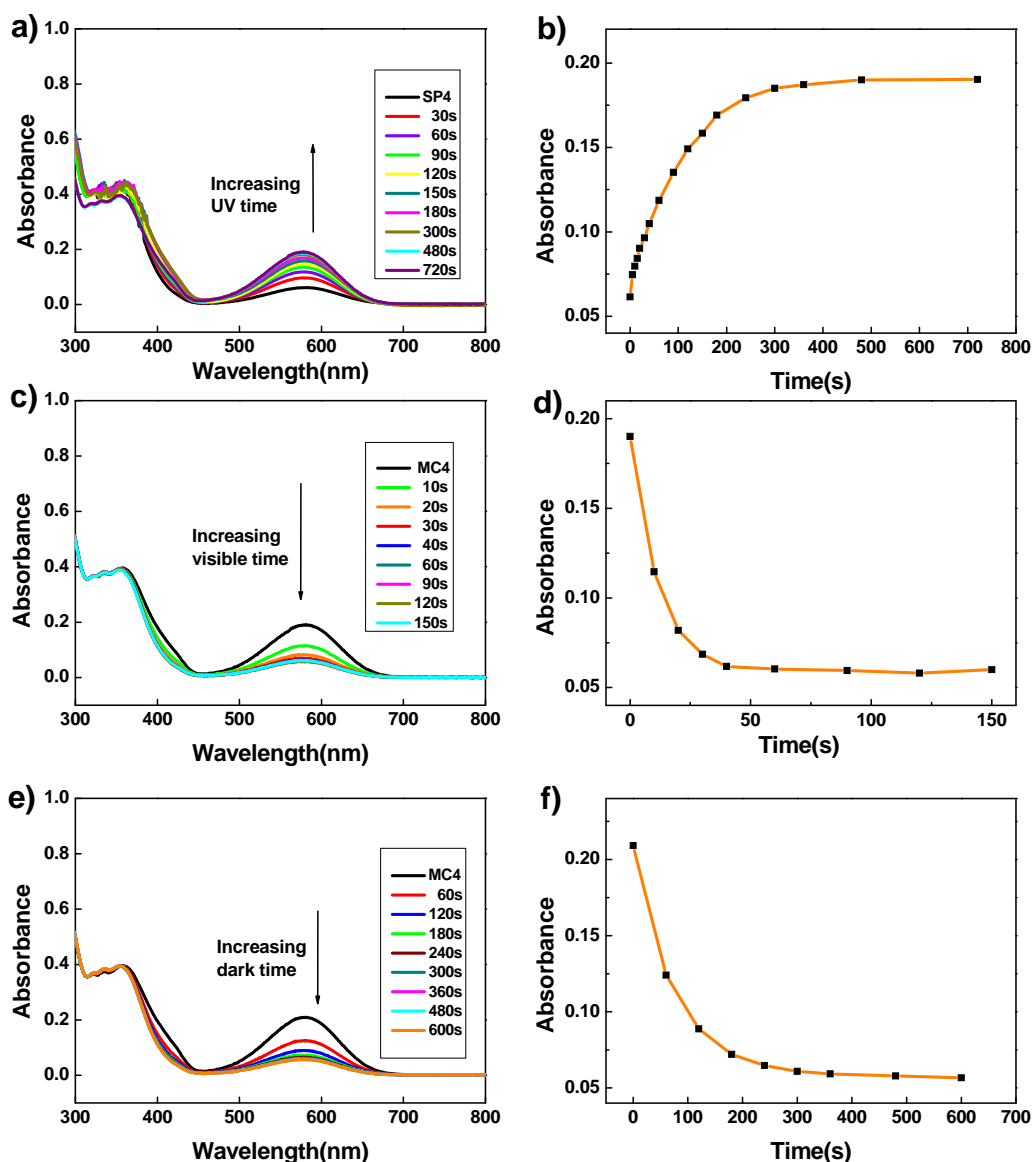 a)
1.0
0.8
0.6
0.4
0.2
0.0
Absorbance
300 400 500 600 700 800
Wavelength(nm)
Increasing
UV time
SP4
30s
60s
90s
120s
150s
180s
300s
480s
720s
b)
0.20
0.15
0.10
0.05
Absorbance
0 100 200 300 400 500 600 700 800
Time(s)
c)
1.0
0.8
0.6
0.4
0.2
0.0
Absorbance
300 400 500 600 700 800
Wavelength(nm)
Increasing
visible time
MC4
10s
20s
30s
40s
60s
90s
120s
150s
d)
0.20
0.15
0.10
0.05
Absorbance
0 50 100 150
Time(s)
e)
1.0
0.8
0.6
0.4
0.2
0.0
Absorbance
300 400 500 600 700 800
Wavelength(nm)
Increasing
dark time
MC4
60s
120s
180s
240s
300s
360s
480s
600s
f)
0.20
0.15
0.10
0.05
Absorbance
0 100 200 300 400 500 600 700
Time(s)